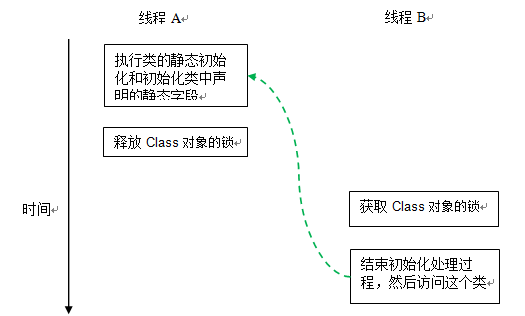 线程 A
线程 B
执行类的静态初始
化和初始化类中声
明的静态字段
释放 Class 对象的锁
时间
获取 Class 对象的锁
结束初始化处理过
程，然后访问这个类